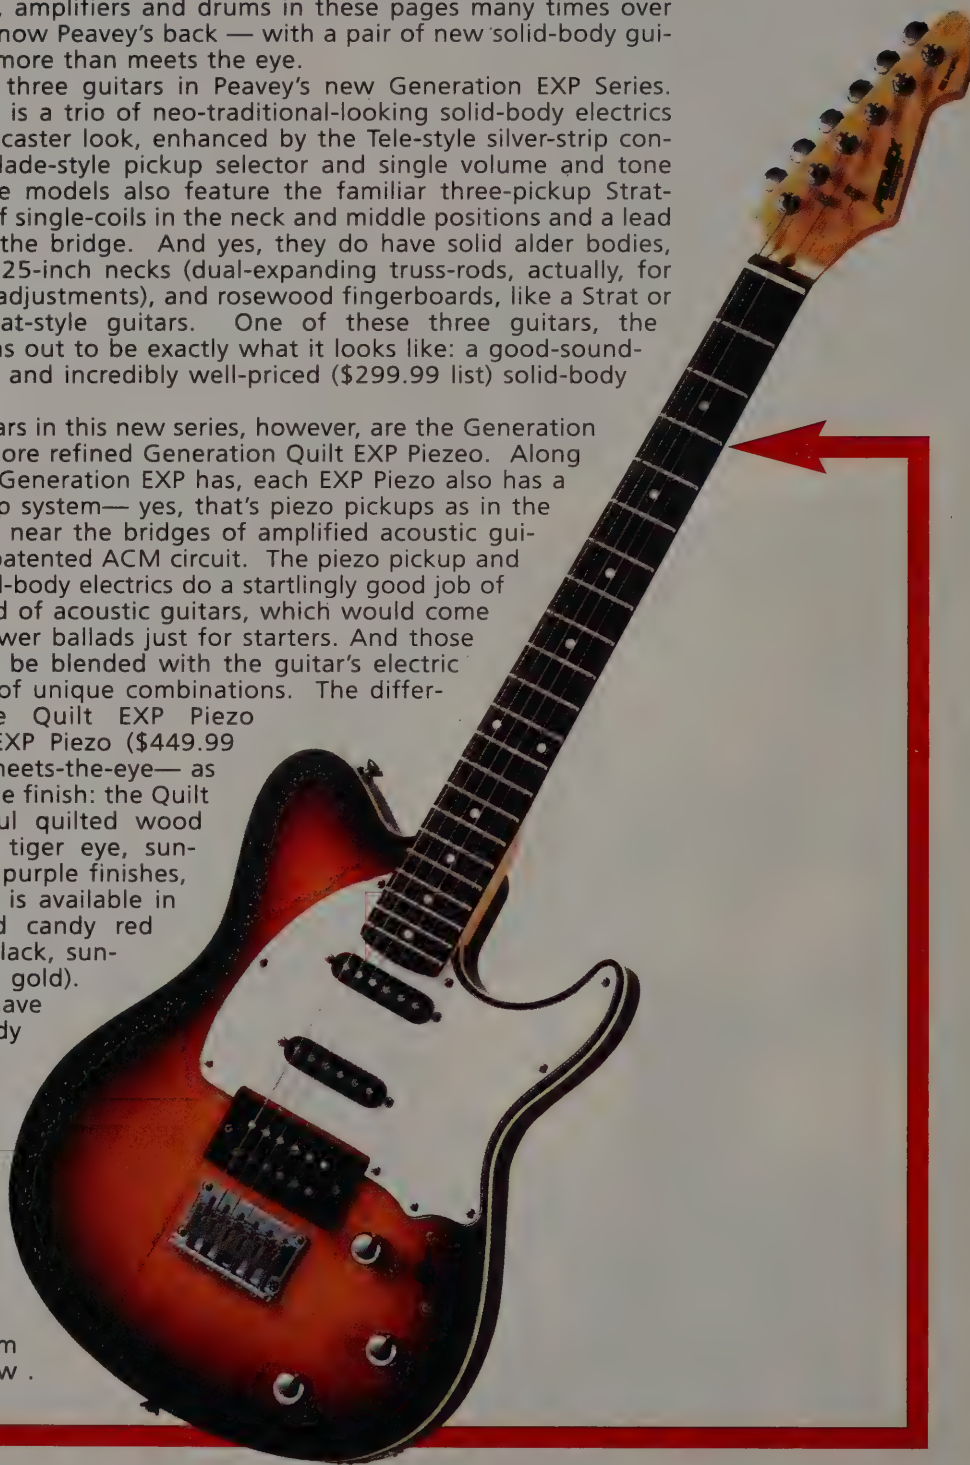 , amplifiers and drums in these pages many times over
now Peavey's back — with a pair of new solid-body gui-
more than meets the eye.
three guitars in Peavey's new Generation EXP Series.
is a trio of neo-traditional-looking solid-body electrics
caster look, enhanced by the Tele-style silver-strip con-
lade-style pickup selector and single volume and tone
e models also feature the familiar three-pickup Strat-
f single-coils in the neck and middle positions and a lead
the bridge. And yes, they do have solid alder bodies,
25-inch necks (dual-expanding truss-rods, actually, for
adjustments), and rosewood fingerboards, like a Strat or
at-style guitars. One of these three guitars, the
ns out to be exactly what it looks like: a good-sound-
and incredibly well-priced ($299.99 list) solid-body
ars in this new series, however, are the Generation
ore refined Generation Quilt EXP Piezeo. Along
Generation EXP has, each EXP Piezo also has a
p system— yes, that's piezo pickups as in the
near the bridges of amplified acoustic gui-
patented ACM circuit. The piezo pickup and
l-body electrics do a startlingly good job of
d of acoustic guitars, which would come
wer ballads just for starters. And those
be blended with the guitar's electric
of unique combinations. The differ-
e Quilt EXP Piezo
EXP Piezo ($449.99
meets-the-eye— as
e finish: the Quilt
ul quilted wood
tiger eye, sun-
purple finishes,
is available in
d candy red
lack, sun-
gold).
ave
dy
m
w .